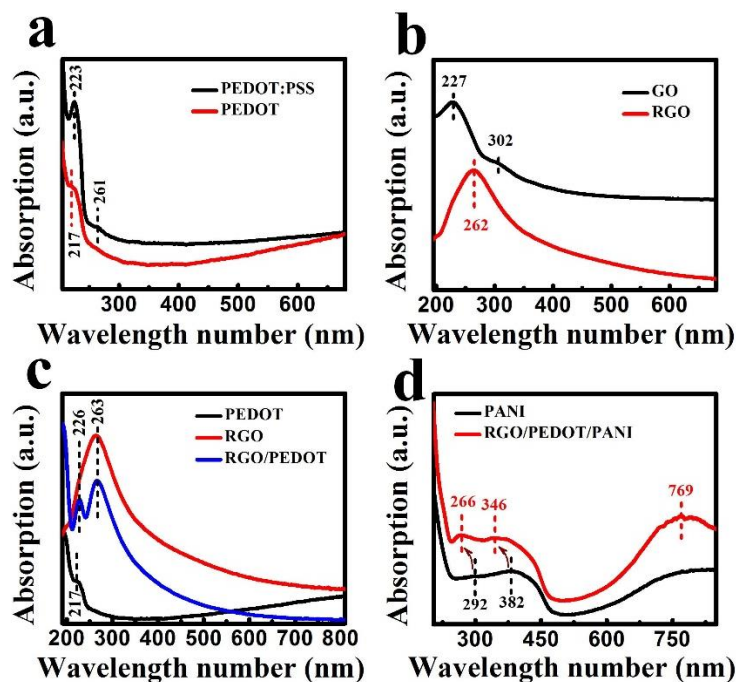 a
223
PEDOT:PSS
PEDOT
261
217
Absorption (a.u.)
300 400 500 600
Wavelength number (nm)
b
227
GO
RGO
302
262
Absorption (a.u.)
200 300 400 500 600
Wavelength number (nm)
c
226
263
PEDOT
RGO
RGO/PEDOT
217
Absorption (a.u.)
200 300 400 500 600 700 800
Wavelength number (nm)
d
PANI
RGO/PEDOT/PANI
266
346
769
292
382
Absorption (a.u.)
300 450 600 750
Wavelength number (nm)